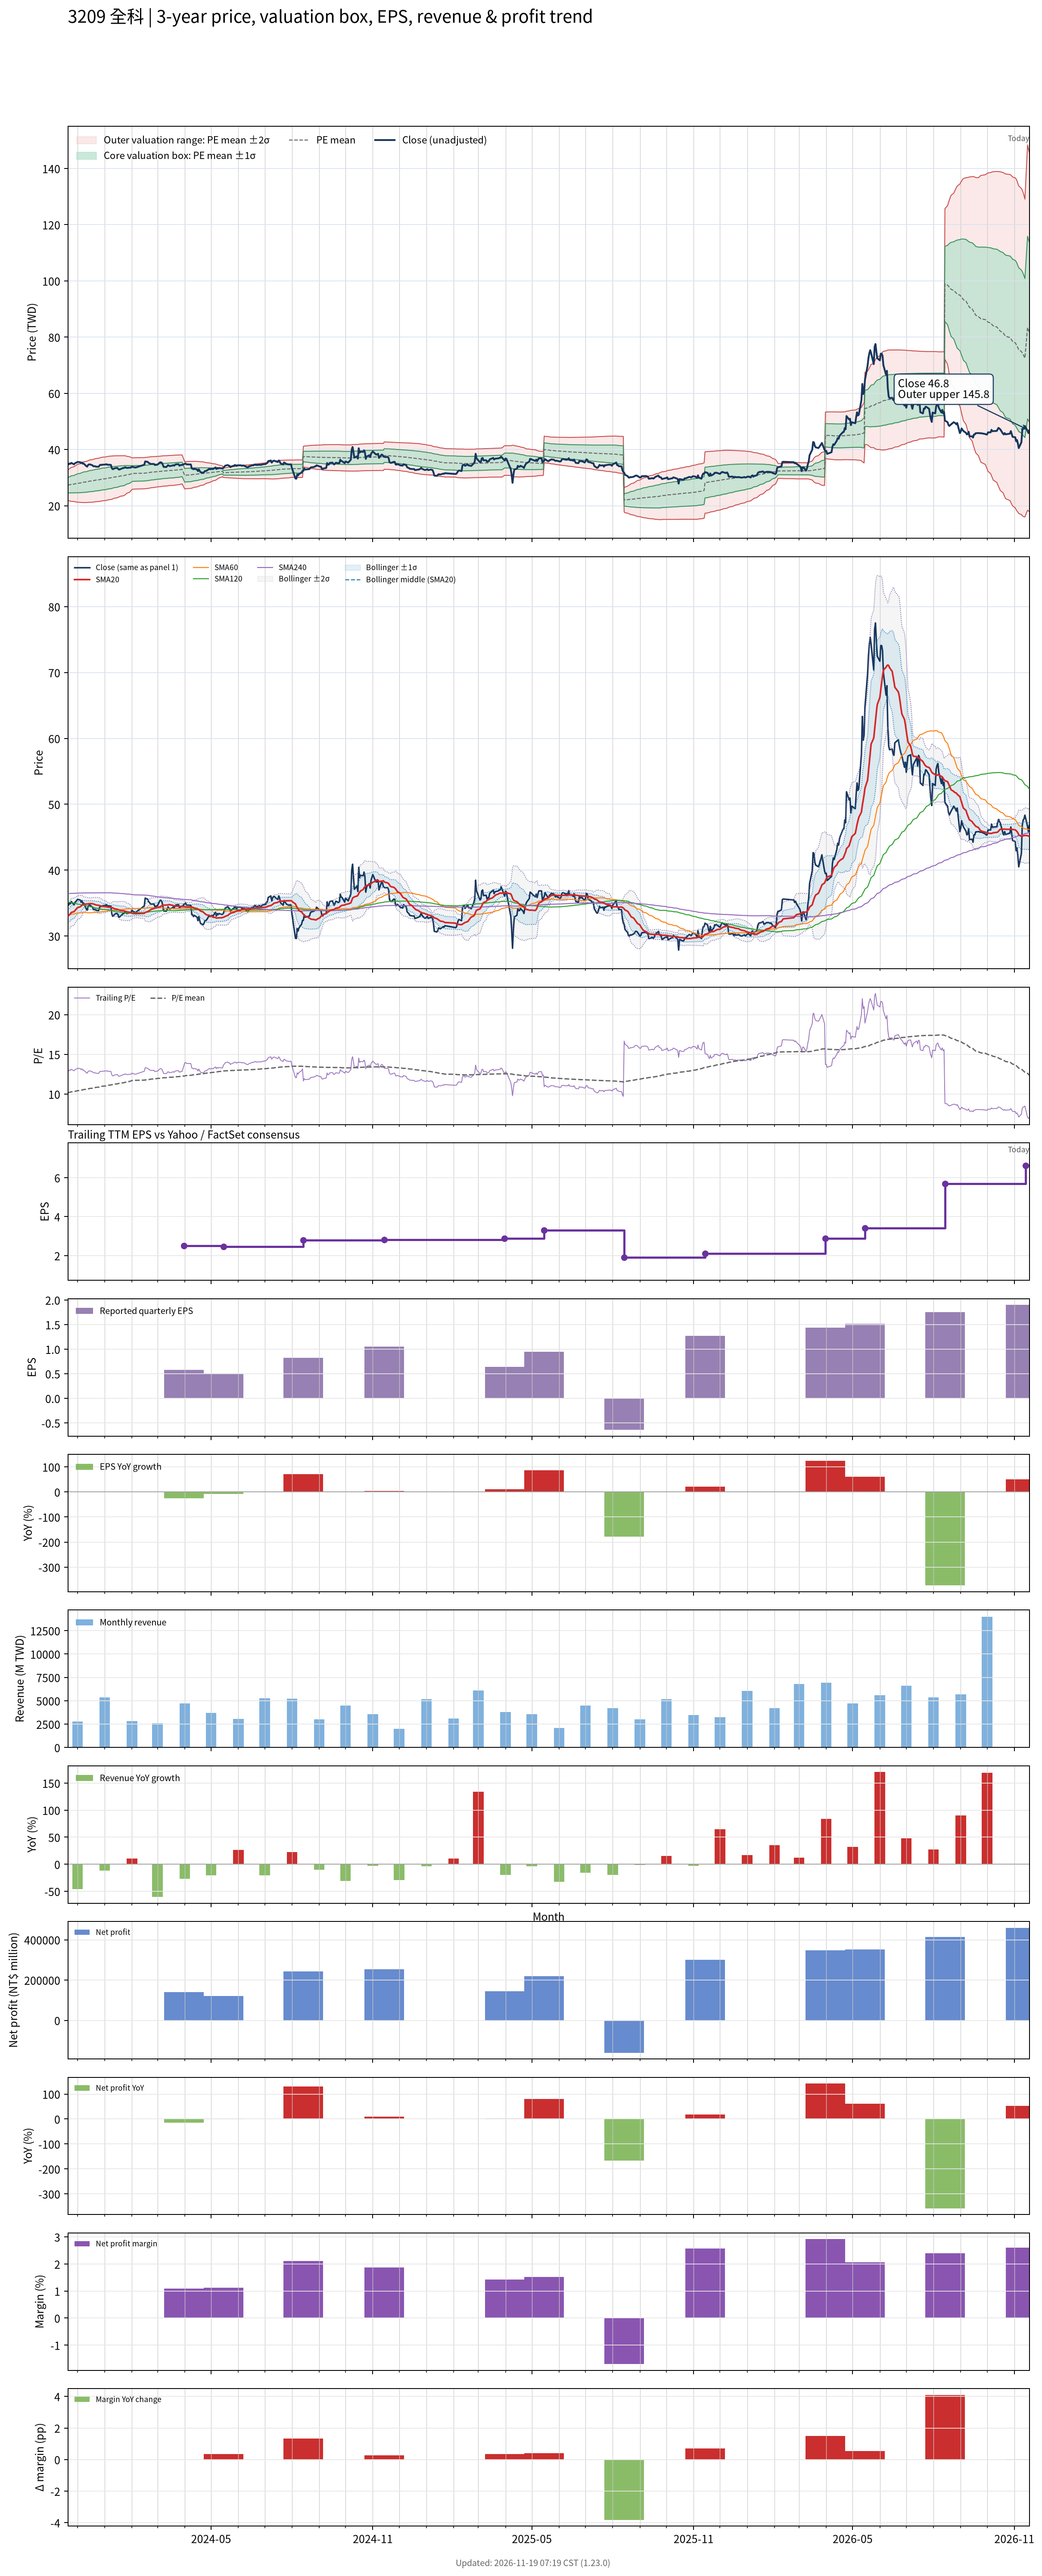 3209 全科 | 3-year price, valuation box, EPS, revenue & profit trend
Outer valuation range: PE mean ±2σ
Core valuation box: PE mean ±1σ
PE mean
Close (unadjusted)
Today
Price (TWD)
140
120
100
80
60
40
20
Close 46.8
Outer upper 145.8
Close (same as panel 1)
SMA20
SMA60
SMA120
SMA240
Bollinger ±2σ
Bollinger ±1σ
Bollinger middle (SMA20)
Price
80
70
60
50
40
30
Trailing P/E
P/E mean
P/E
20
15
10
Trailing TTM EPS vs Yahoo / FactSet consensus
Today
EPS
6
4
2
Reported quarterly EPS
EPS
2.0
1.5
1.0
0.5
0.0
-0.5
EPS YoY growth
YoY (%)
100
0
-100
-200
-300
Monthly revenue
Revenue (M TWD)
12500
10000
7500
5000
2500
0
Revenue YoY growth
YoY (%)
150
100
50
0
-50
Month
Net profit
Net profit (NT$ million)
400000
200000
0
Net profit YoY
YoY (%)
100
0
-100
-200
-300
Net profit margin
Margin (%)
3
2
1
0
-1
Margin YoY change
Δ margin (pp)
4
2
0
-2
-4
2024-05
2024-11
2025-05
2025-11
2026-05
2026-11
Updated: 2026-11-19 07:19 CST (1.23.0)